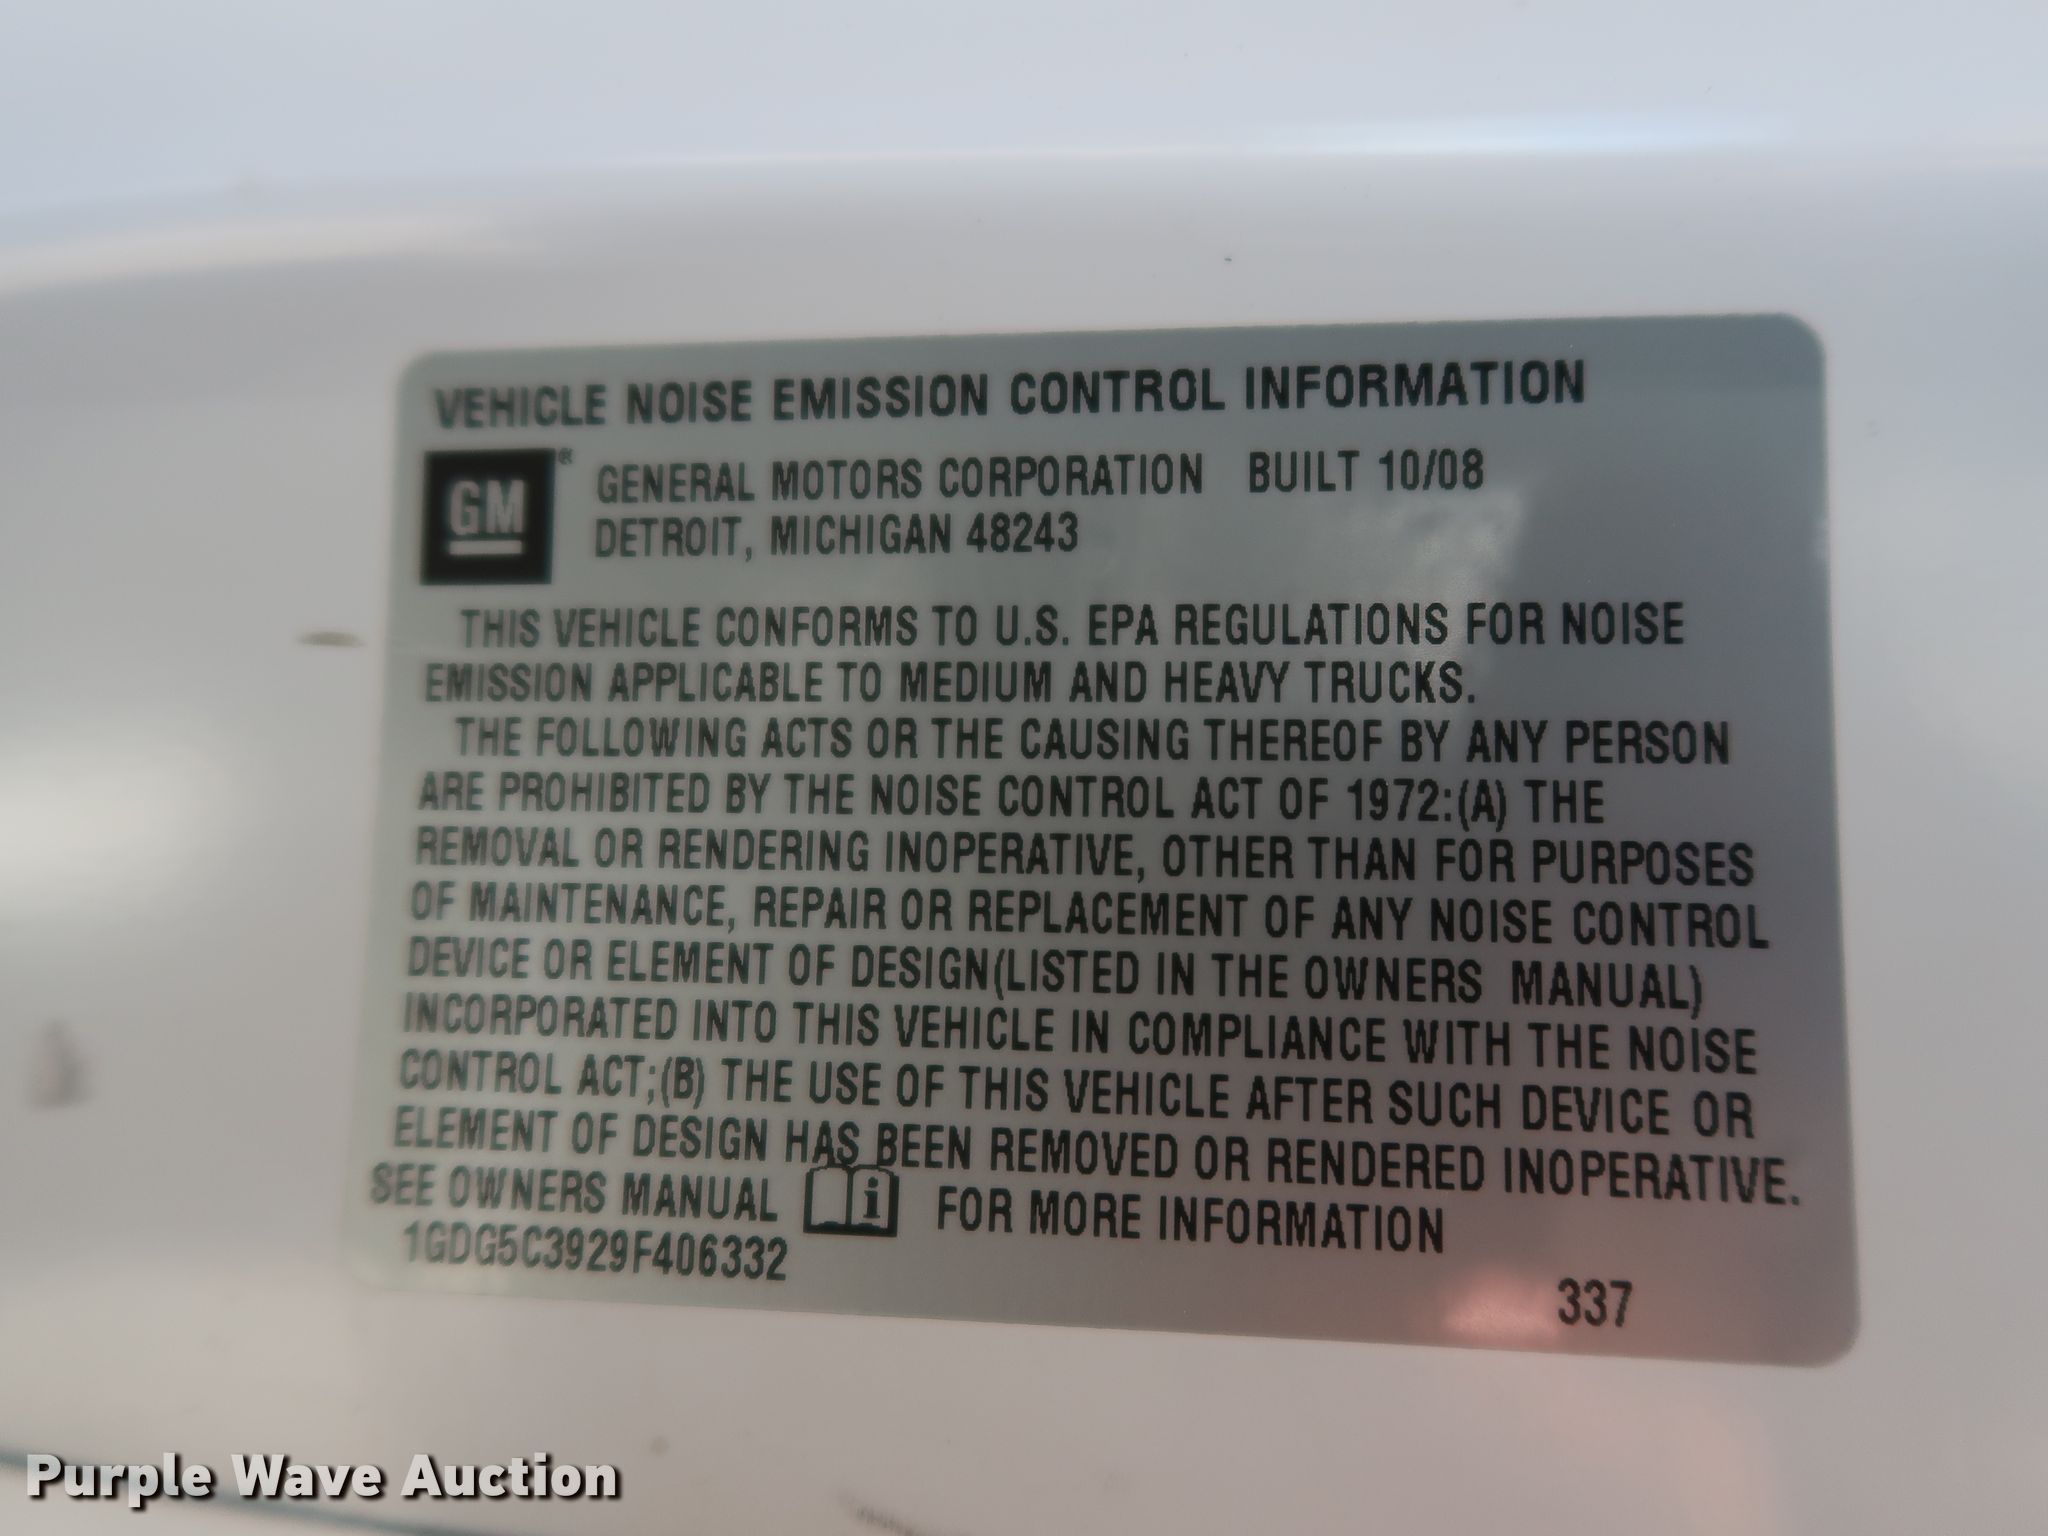 VEHICLE NOISE EMISSION CONTROL INFORMATION
GM®
GENERAL MOTORS CORPORATION BUILT 10/08
DETROIT, MICHIGAN 48243
THIS VEHICLE CONFORMS TO U.S. EPA REGULATIONS FOR NOISE
EMISSION APPLICABLE TO MEDIUM AND HEAVY TRUCKS.
THE FOLLOWING ACTS OR THE CAUSING THEREOF BY ANY PERSON
ARE PROHIBITED BY THE NOISE CONTROL ACT OF 1972:(A) THE
REMOVAL OR RENDERING INOPERATIVE, OTHER THAN FOR PURPOSES
OF MAINTENANCE, REPAIR OR REPLACEMENT OF ANY NOISE CONTROL
DEVICE OR ELEMENT OF DESIGN(LISTED IN THE OWNERS MANUAL)
INCORPORATED INTO THIS VEHICLE IN COMPLIANCE WITH THE NOISE
CONTROL ACT;(B) THE USE OF THIS VEHICLE AFTER SUCH DEVICE OR
ELEMENT OF DESIGN HAS BEEN REMOVED OR RENDERED INOPERATIVE.
SEE OWNERS MANUAL i FOR MORE INFORMATION
1GDG5C3929F406332
337
Purple Wave Auction